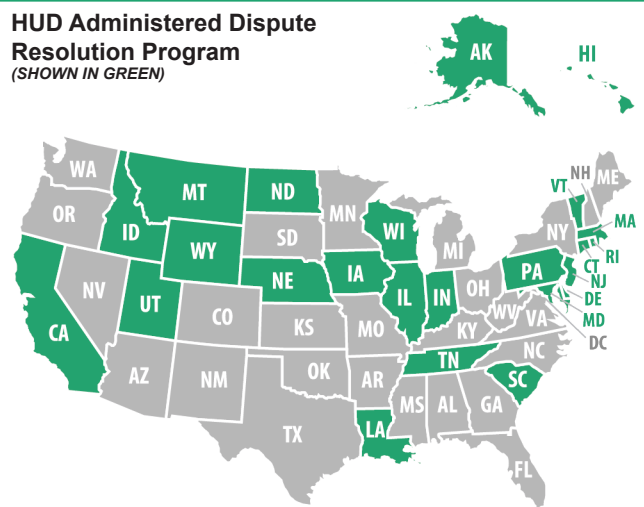 HUD Administered Dispute
Resolution Program
(SHOWN IN GREEN)
AK
HI
WA
MT
ND
MN
VT
NH
ME
OR
ID
WY
SD
WI
MI
NY
MA
RI
CT
NJ
PA
DE
MD
DC
NV
UT
CO
NE
IA
IL
IN
OH
WV
VA
CA
KS
MO
KY
AZ
NM
OK
AR
TN
NC
SC
TX
LA
MS
AL
GA
FL